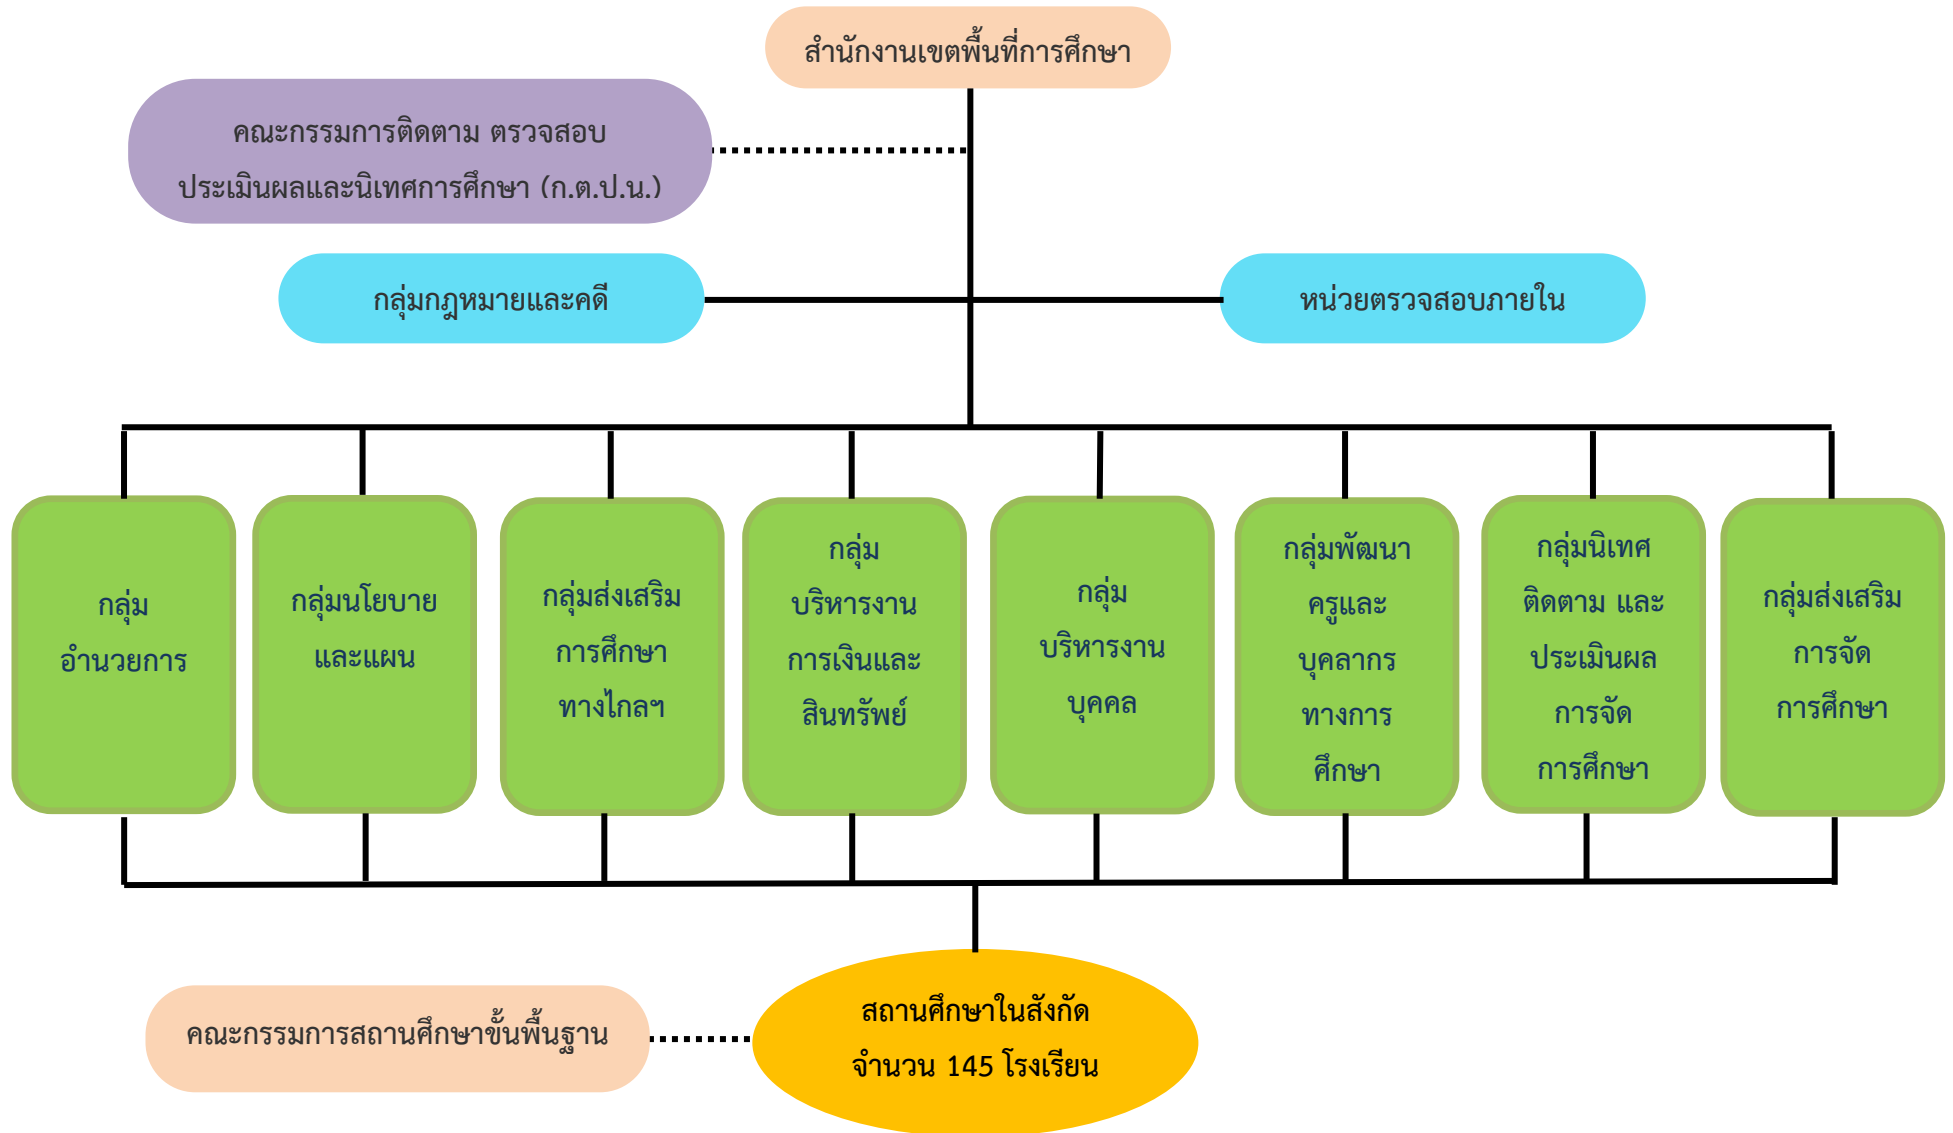 สำนักงานเขตพื้นที่การศึกษา
คณะกรรมการติดตาม ตรวจสอบ
ประเมินผลและนิเทศการศึกษา (ก.ต.ป.น.)
กลุ่มกฎหมายและคดี
หน่วยตรวจสอบภายใน
กลุ่ม
อำนวยการ
กลุ่มนโยบาย
และแผน
กลุ่มส่งเสริม
การศึกษา
ทางไกลฯ
กลุ่ม
บริหารงาน
การเงินและ
สินทรัพย์
กลุ่ม
บริหารงาน
บุคคล
กลุ่มพัฒนา
ครูและ
บุคลากร
ทางการ
ศึกษา
กลุ่มนิเทศ
ติดตาม และ
ประเมินผล
การจัด
การศึกษา
กลุ่มส่งเสริม
การจัด
การศึกษา
คณะกรรมการสถานศึกษาขั้นพื้นฐาน
สถานศึกษาในสังกัด
จำนวน 145 โรงเรียน